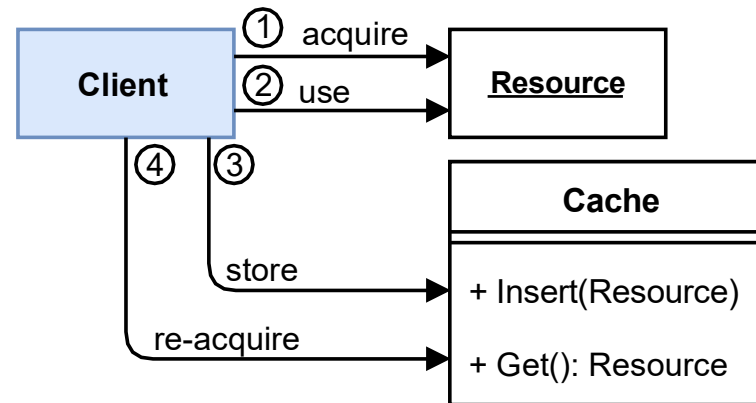 ① acquire
Client
② use
Resource
④
③
Cache
store
+ Insert(Resource)
re-acquire
+ Get(): Resource